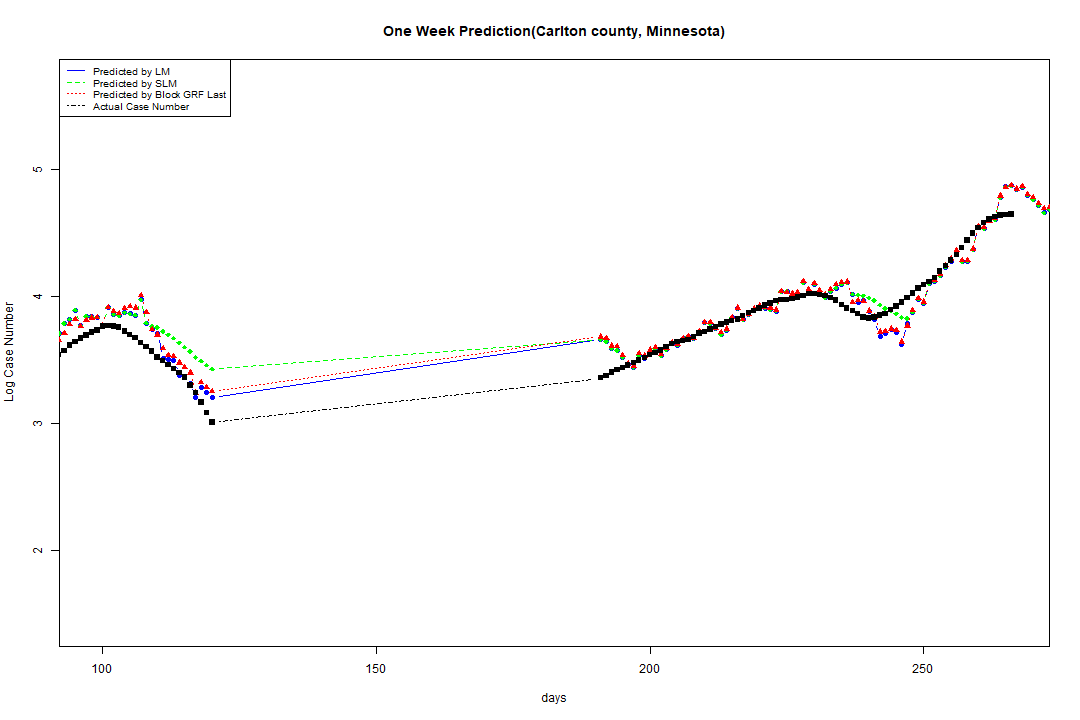 One Week Prediction(Carlton county, Minnesota)
Predicted by LM
Predicted by SLM
Predicted by Block GRF Last
Actual Case Number
Log Case Number
5
4
3
2
100 150 200 250
days